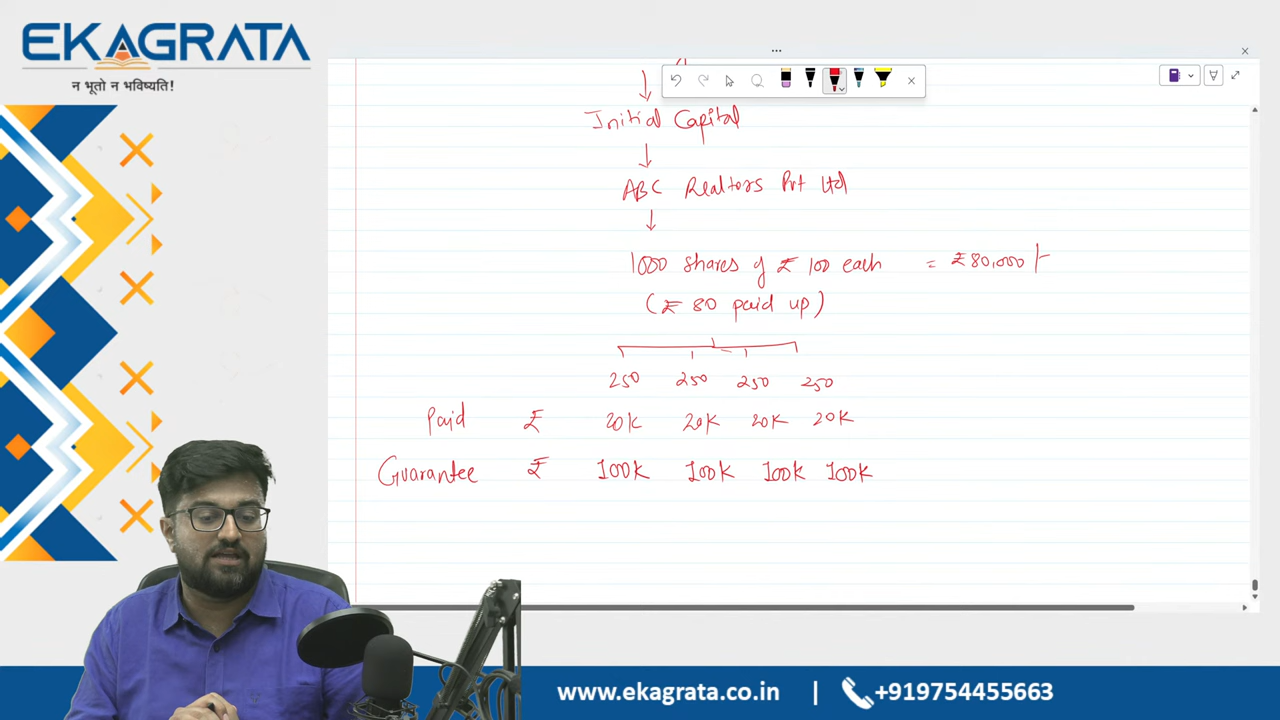 EKAGRATA
न भूतो न भविष्यति!
Initial Capital
ABC Realtors Pvt Ltd
1000 shares of ₹ 100 each = ₹80,000/-
(₹ 80 paid up)
250 250 250 250
Paid ₹ 20k 20k 20k 20k
Guarantee ₹ 100k 100k 100k 100k
www.ekagrata.co.in | +919754455663